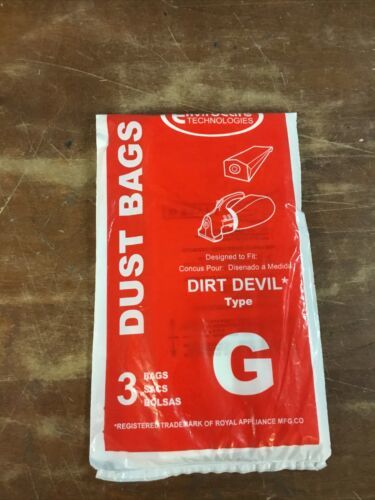 EnviroCare
TECHNOLOGIES
DUST BAGS
Designed to Fit:
Concus Pour: Disenado a Medida
DIRT DEVIL*
Type
G
3 BAGS
SACS
BOLSAS
*REGISTERED TRADEMARK OF ROYAL APPLIANCE MFG.CO